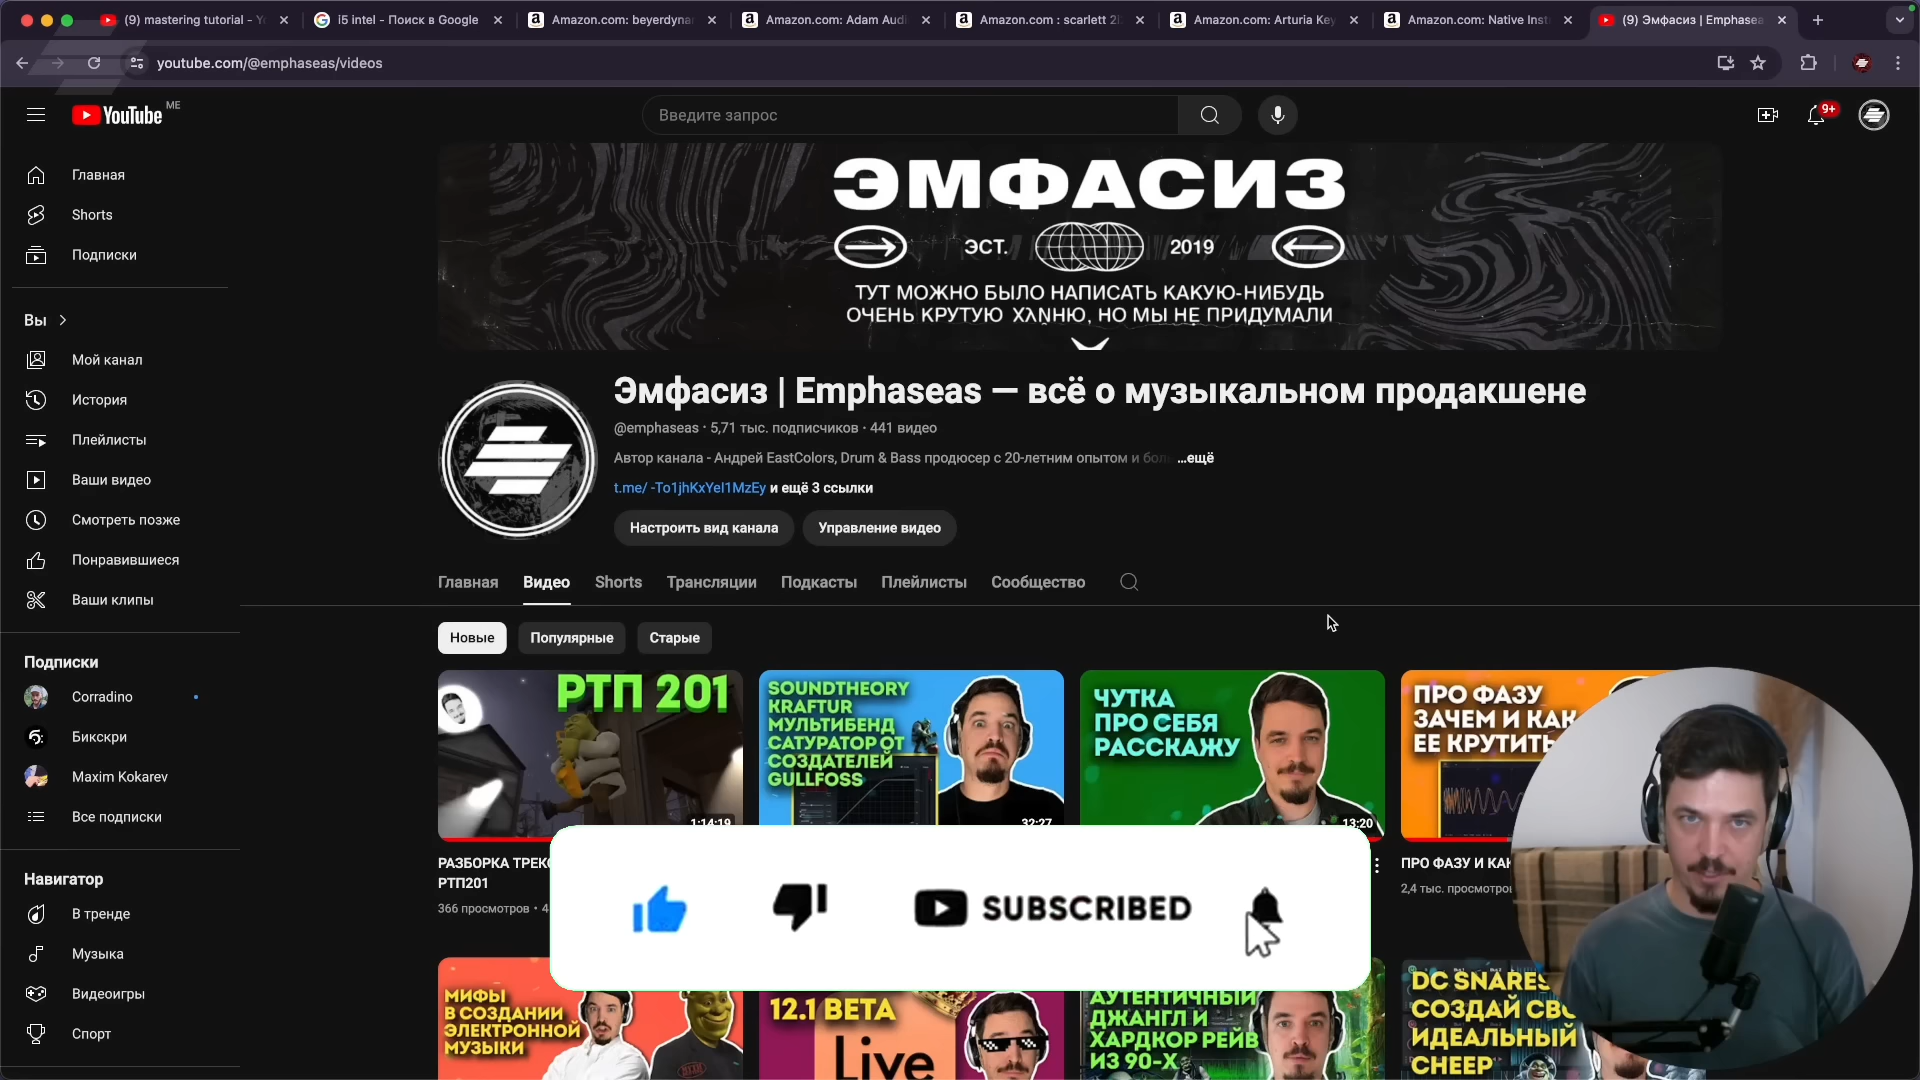 (9) mastering tutorial - Y
i5 intel - Поиск в Google
Amazon.com: beyerdynam
Amazon.com: Adam Audi
Amazon.com : scarlett 2i
Amazon.com: Arturia Key
Amazon.com: Native Inst
(9) Эмфасиз | Emphasea
youtube.com/@emphaseas/videos
YouTube ME
Введите запрос
9+
Главная
Shorts
Подписки
Вы
Мой канал
История
Плейлисты
Ваши видео
Смотреть позже
Понравившиеся
Ваши клипы
Подписки
Corradino
Бикскри
Maxim Kokarev
Все подписки
Навигатор
В тренде
Музыка
Видеоигры
Спорт
ЭМФАСИЗ
ЭСТ. 2019
ТУТ МОЖНО БЫЛО НАПИСАТЬ КАКУЮ-НИБУДЬ
ОЧЕНЬ КРУТУЮ ХΛNНЮ, НО МЫ НЕ ПРИДУМАЛИ
Эмфасиз | Emphaseas — всё о музыкальном продакшене
@emphaseas · 5,71 тыс. подписчиков · 441 видео
Автор канала - Андрей EastColors, Drum & Bass продюсер с 20-летним опытом и бол ...ещё
t.me/ -To1jhKxYeI1MzEy и ещё 3 ссылки
Настроить вид канала
Управление видео
Главная
Видео
Shorts
Трансляции
Подкасты
Плейлисты
Сообщество
Новые
Популярные
Старые
РТП 201
1:14:19
SOUNDTHEORY
KRAFTUR
МУЛЬТИБЕНД
САТУРАТОР ОТ
СОЗДАТЕЛЕЙ
GULLFOSS
32:27
ЧУТКА
ПРО СЕБЯ
РАССКАЖУ
13:20
ПРО ФАЗУ
ЗАЧЕМ И КАК
ЕЕ КРУТИТЬ
РАЗБОРКА ТРЕКО
РТП201
366 просмотров • 4
ПРО ФАЗУ И КАК
2,4 тыс. просмотров
SUBSCRIBED
МИФЫ
В СОЗДАНИИ
ЭЛЕКТРОННОЙ
МУЗЫКИ
12.1 BETA
Live
АУТЕНТИЧНЫЙ
ДЖАНГЛ И
ХАРДКОР РЕЙВ
ИЗ 90-Х
DC SNARES
СОЗДАЙ СВО
ИДЕАЛЬНЫЙ
СНЕЕР